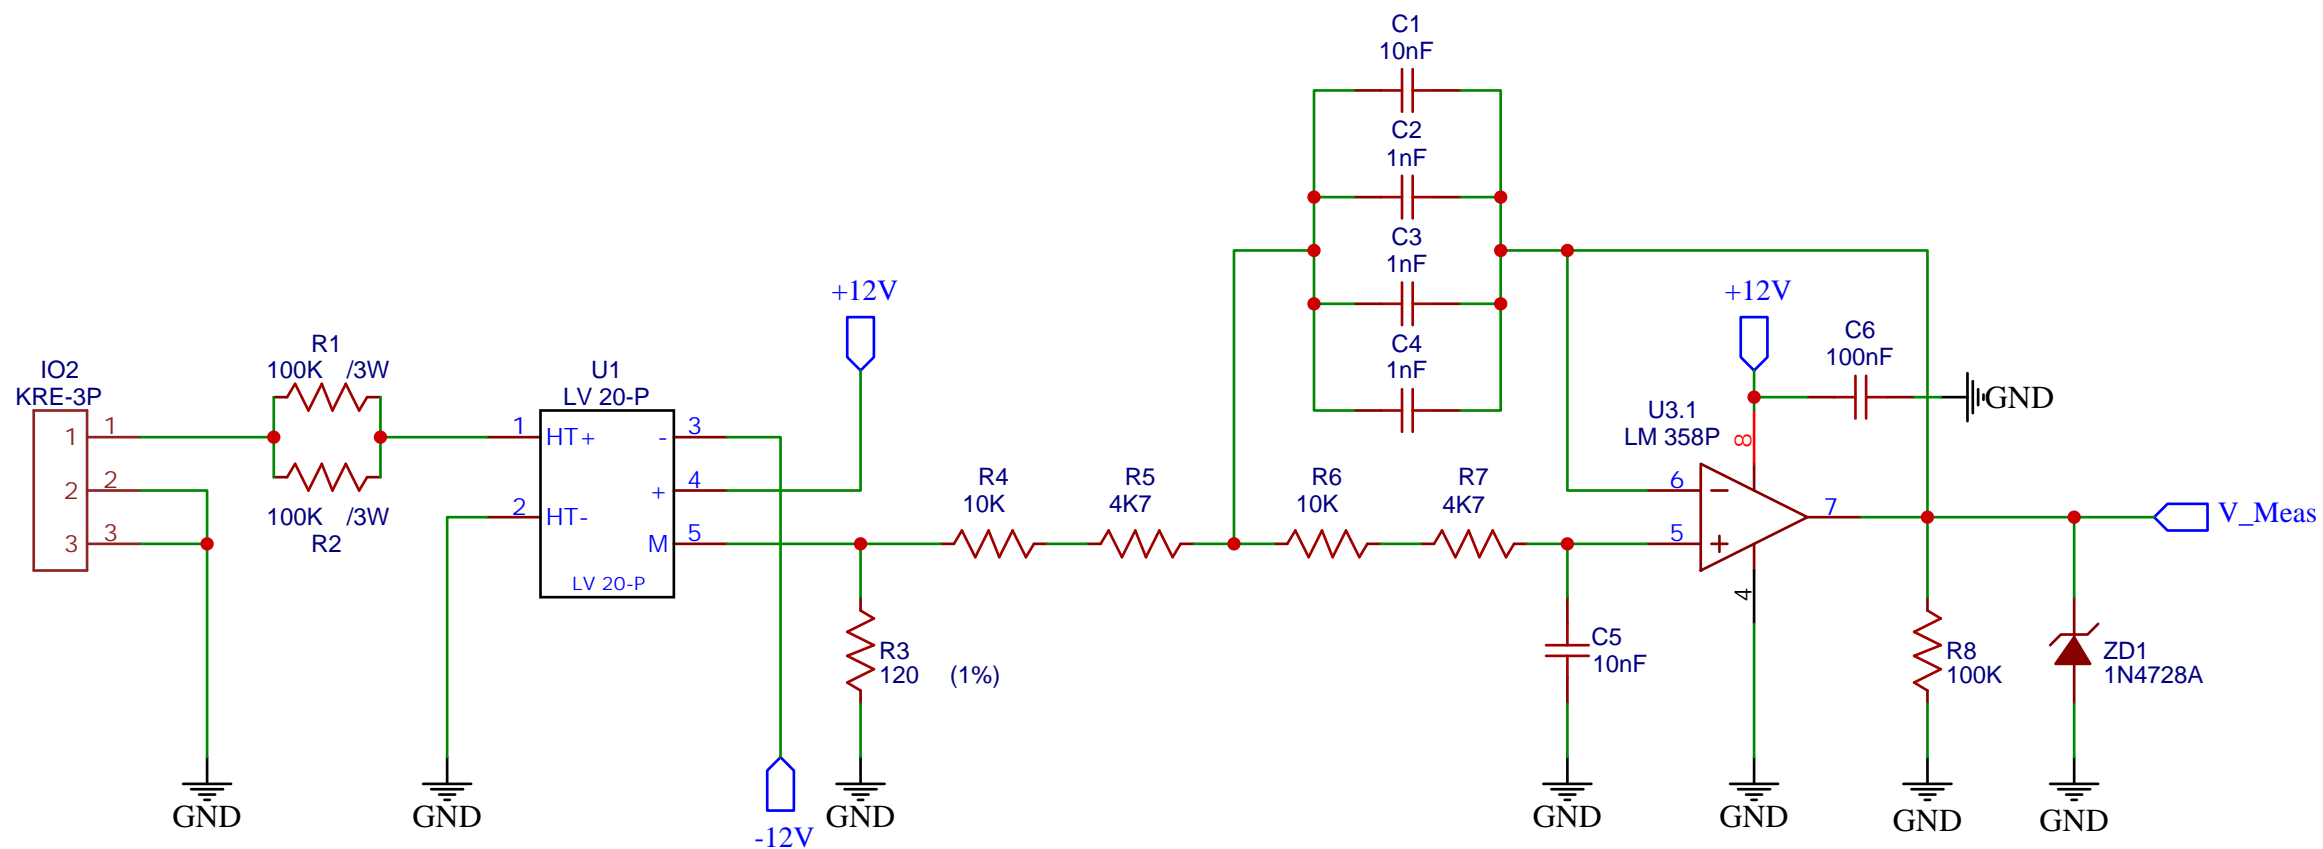 C1
10nF
C2
1nF
C3
1nF
C4
1nF
+12V
+12V
C6
100nF
GND
R1
100K /3W
IO2
KRE-3P
U1
LV 20-P
U3.1
LM 358P
8
1 1
2 2
3 3
1 HT+
2 HT-
- 3
+ 4
M 5
LV 20-P
100K /3W
R2
R4
10K
R5
4K7
R6
10K
R7
4K7
6
5
7
4
V_Meas
R3
120 (1%)
C5
10nF
R8
100K
ZD1
1N4728A
GND
GND
-12V
GND
GND
GND
GND
GND